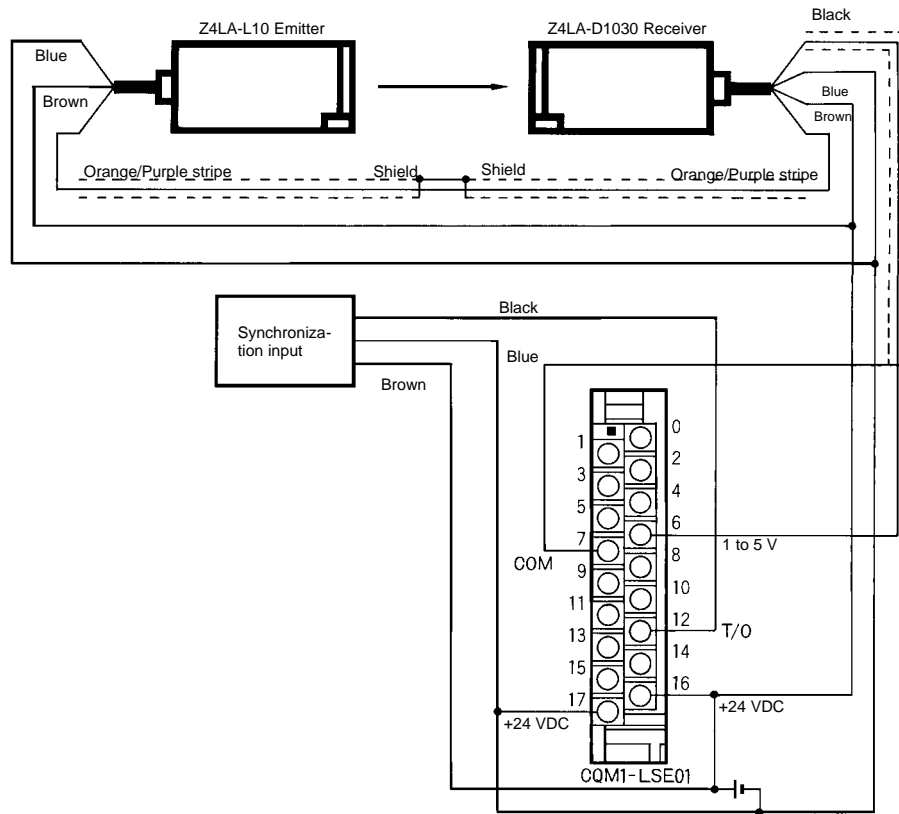 Z4LA-L10 Emitter
Z4LA-D1030 Receiver
Black
Blue
Brown
Blue
Brown
Orange/Purple stripe
Shield
Shield
Orange/Purple stripe
Synchroniza-
tion input
Black
Blue
Brown
0
1
2
3
4
5
6
7
1 to 5 V
COM
8
9
10
11
12
T/O
13
14
15
16
17
+24 VDC
+24 VDC
CQM1-LSE01